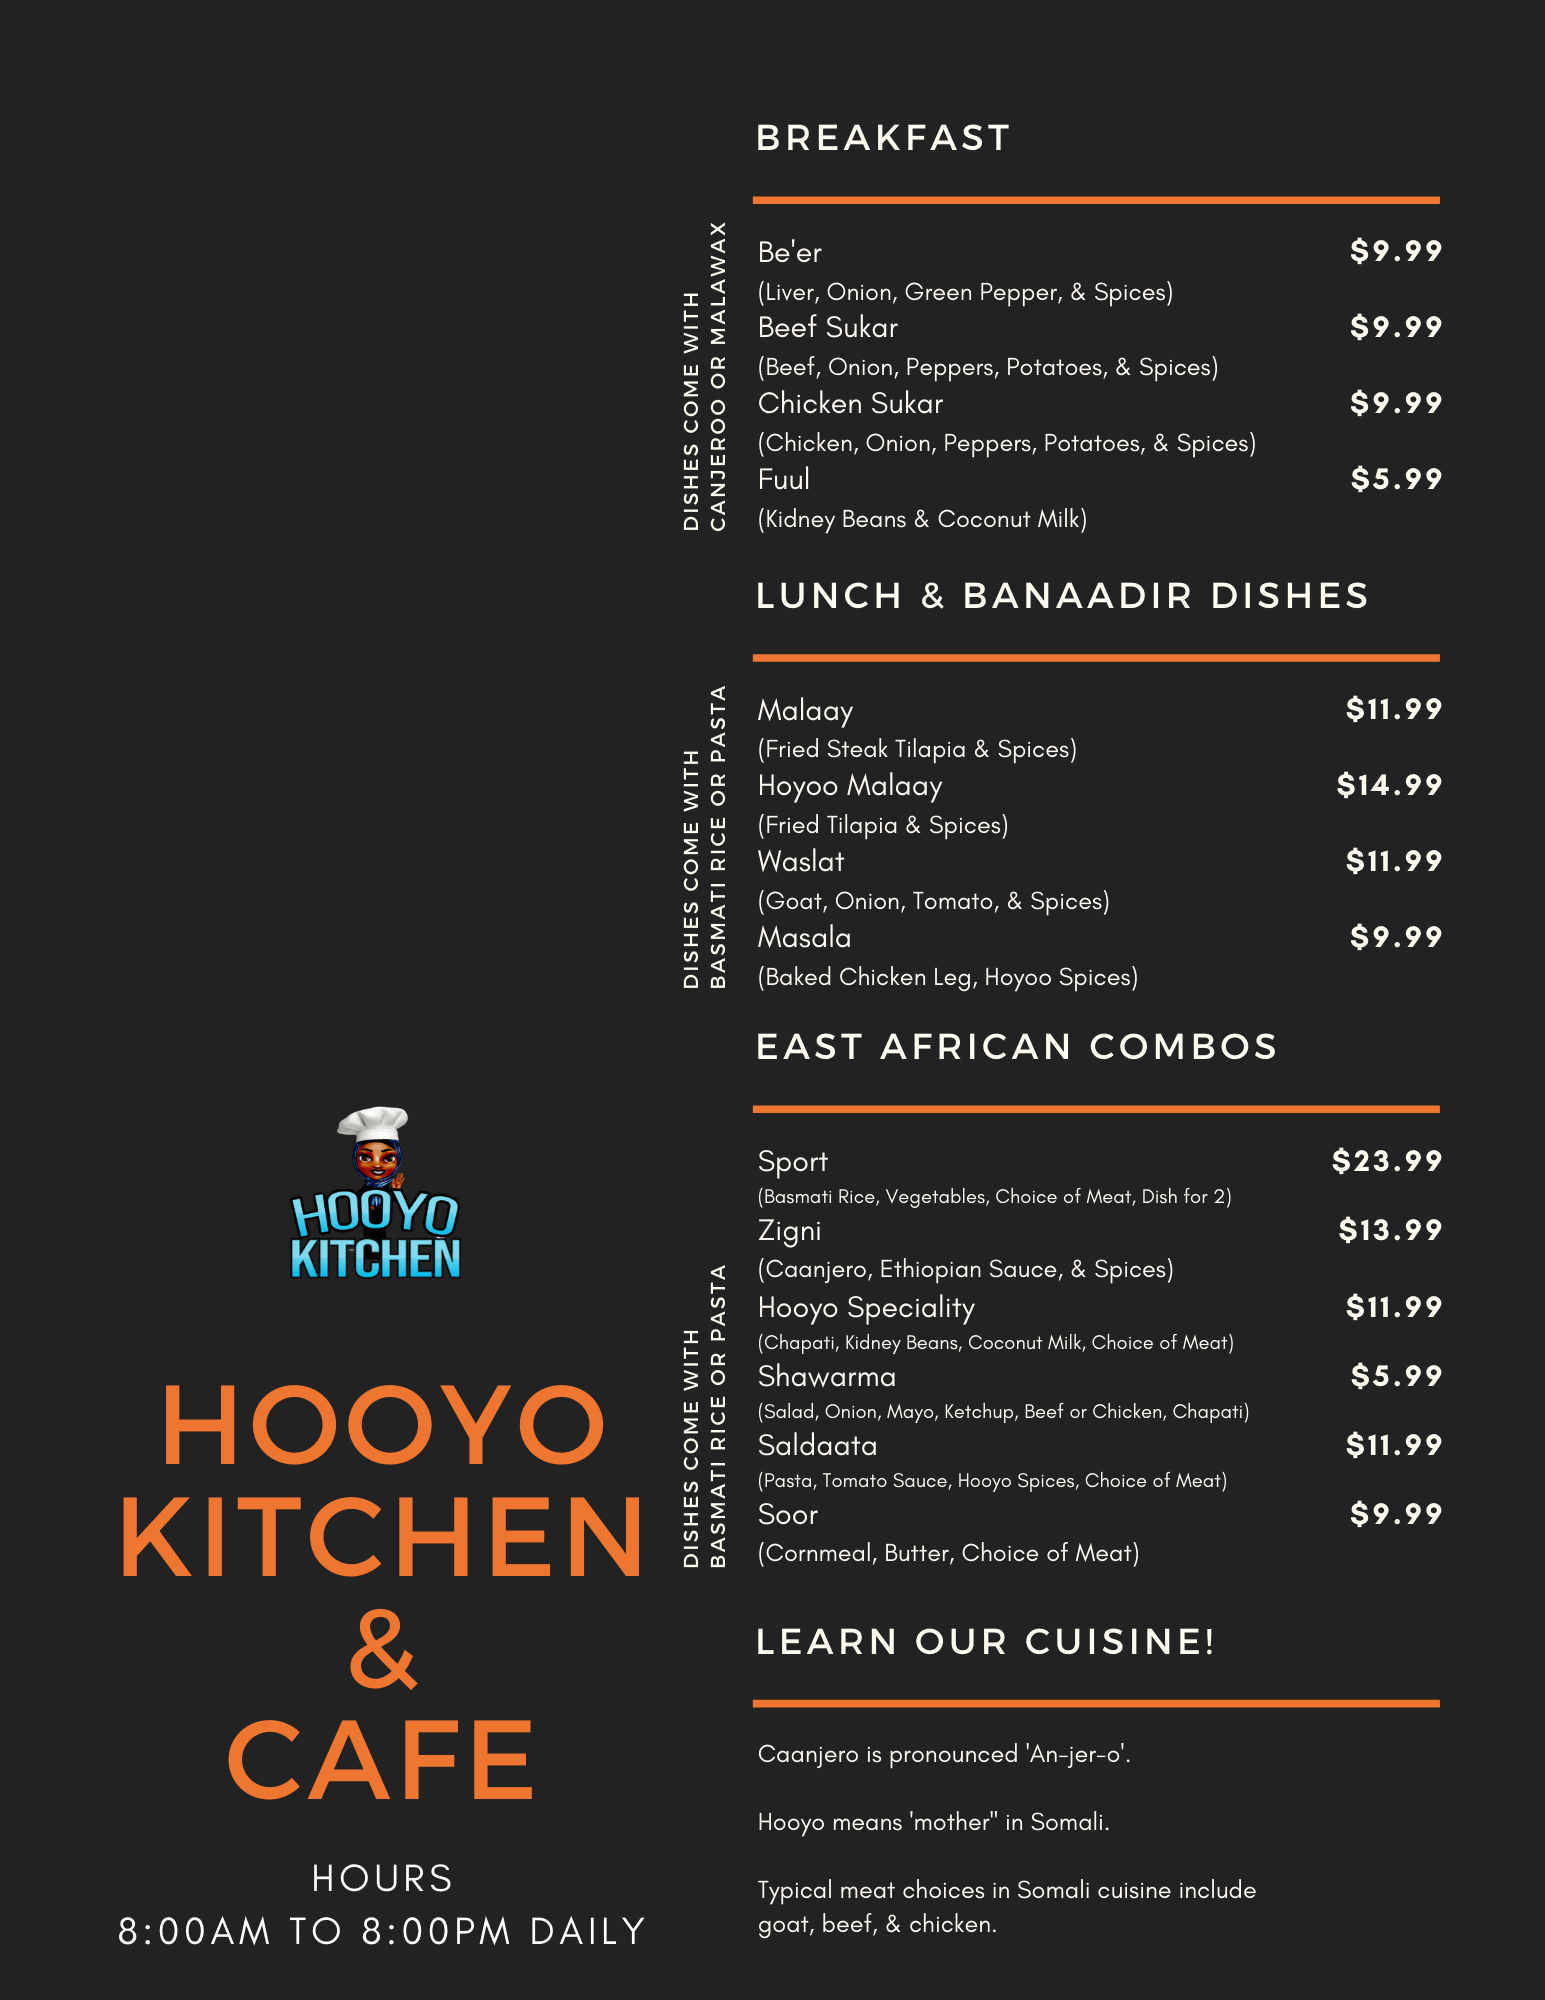 BREAKFAST
DISHES COME WITH
CANJEROO OR MALAWAX
Be'er $9.99
(Liver, Onion, Green Pepper, & Spices)
Beef Sukar $9.99
(Beef, Onion, Peppers, Potatoes, & Spices)
Chicken Sukar $9.99
(Chicken, Onion, Peppers, Potatoes, & Spices)
Fuul $5.99
(Kidney Beans & Coconut Milk)
LUNCH & BANAADIR DISHES
DISHES COME WITH
BASMATI RICE OR PASTA
Malaay $11.99
(Fried Steak Tilapia & Spices)
Hoyoo Malaay $14.99
(Fried Tilapia & Spices)
Waslat $11.99
(Goat, Onion, Tomato, & Spices)
Masala $9.99
(Baked Chicken Leg, Hoyoo Spices)
EAST AFRICAN COMBOS
DISHES COME WITH
BASMATI RICE OR PASTA
Sport $23.99
(Basmati Rice, Vegetables, Choice of Meat, Dish for 2)
Zigni $13.99
(Caanjero, Ethiopian Sauce, & Spices)
Hooyo Speciality $11.99
(Chapati, Kidney Beans, Coconut Milk, Choice of Meat)
Shawarma $5.99
(Salad, Onion, Mayo, Ketchup, Beef or Chicken, Chapati)
Saldaata $11.99
(Pasta, Tomato Sauce, Hooyo Spices, Choice of Meat)
Soor $9.99
(Cornmeal, Butter, Choice of Meat)
LEARN OUR CUISINE!
Caanjero is pronounced 'An-jer-o'.
Hooyo means 'mother" in Somali.
Typical meat choices in Somali cuisine include
goat, beef, & chicken.
HOOYO
KITCHEN
HOOYO
KITCHEN
&
CAFE
HOURS
8:00AM TO 8:00PM DAILY